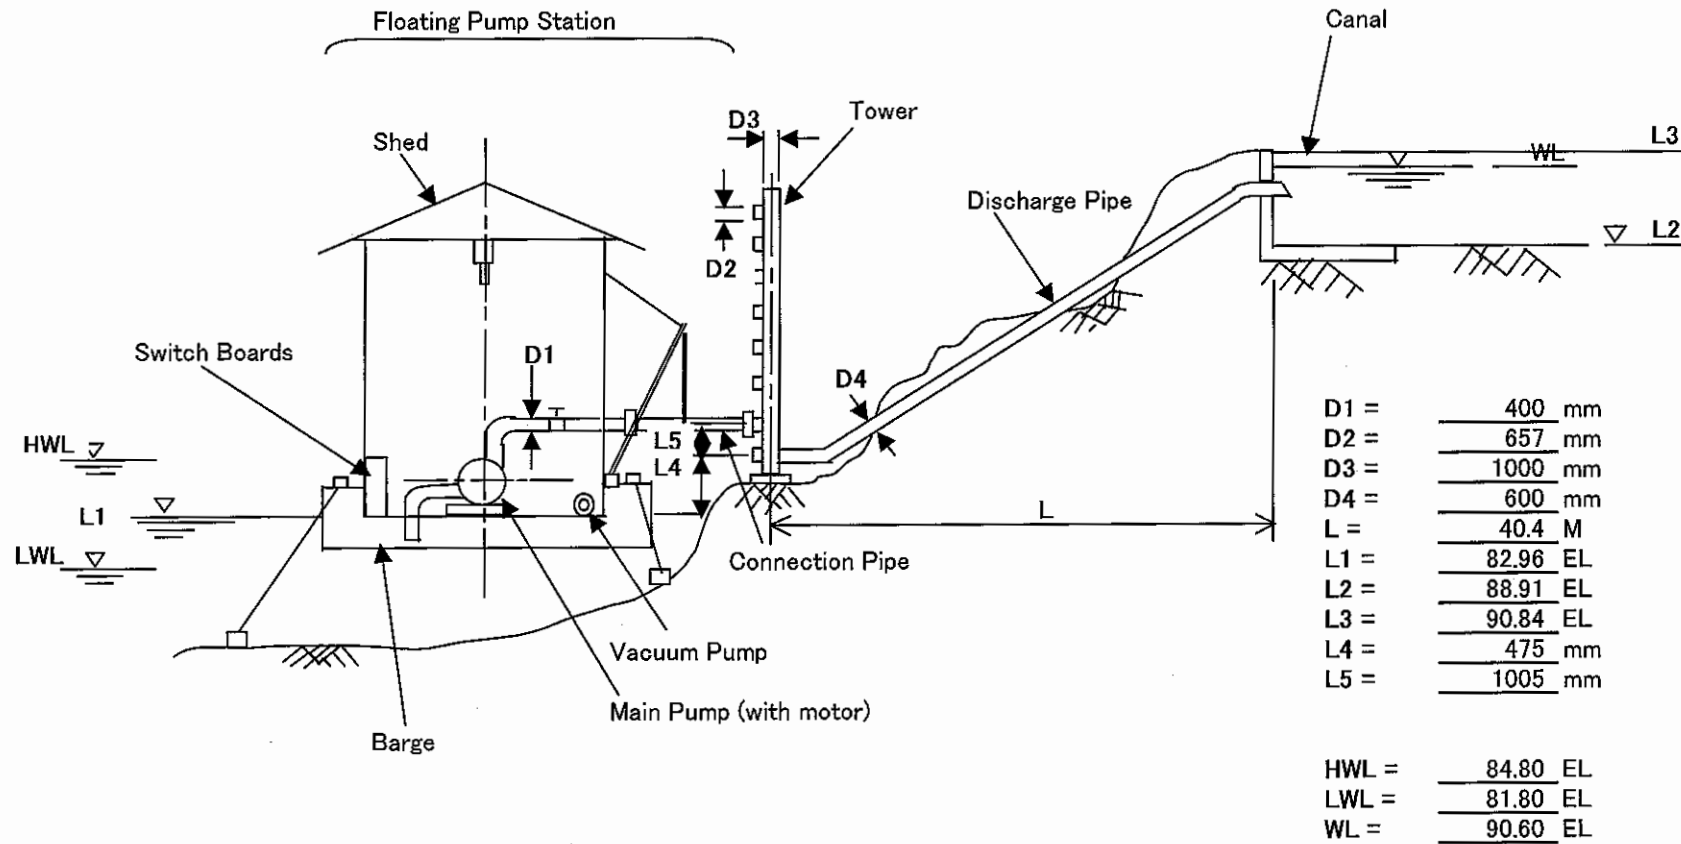 Floating Pump Station
Canal
D3
Tower
L3
WL
Shed
Discharge Pipe
L2
D2
Switch Boards
D1
D4
HWL
L5
L4
L1
L
LWL
Connection Pipe
Vacuum Pump
Main Pump (with motor)
Barge
D1 = 400 mm
D2 = 657 mm
D3 = 1000 mm
D4 = 600 mm
L = 40.4 M
L1 = 82.96 EL
L2 = 88.91 EL
L3 = 90.84 EL
L4 = 475 mm
L5 = 1005 mm
HWL = 84.80 EL
LWL = 81.80 EL
WL = 90.60 EL